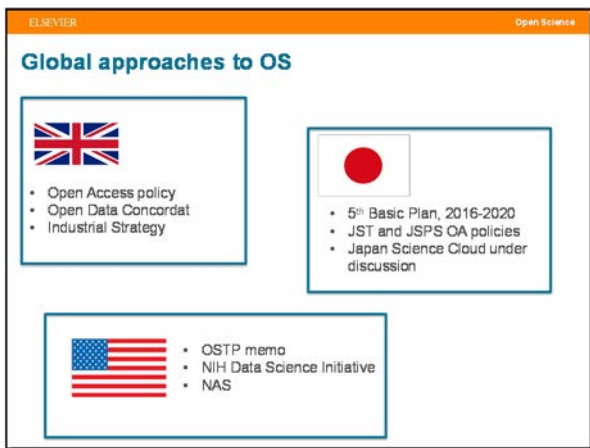 ELSEVIER
Open Science
Global approaches to OS
• Open Access policy
• Open Data Concordat
• Industrial Strategy
• 5th Basic Plan, 2016-2020
• JST and JSPS OA policies
• Japan Science Cloud under
discussion
• OSTP memo
• NIH Data Science Initiative
• NAS